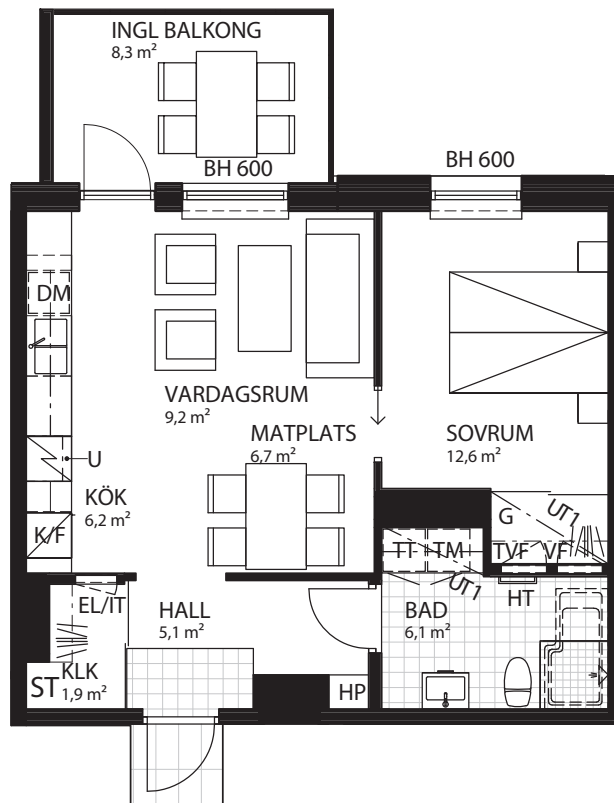 INGL BALKONG
8,3 m²
BH 600
BH 600
DM
VARDAGSRUM
9,2 m²
MATPLATS
6,7 m²
SOVRUM
12,6 m²
U
KÖK
6,2 m²
K/F
G
UT1
TT
TM
TVF
VF
UT1
EL/IT
HALL
5,1 m²
BAD
6,1 m²
HT
ST
KLK
1,9 m²
HP